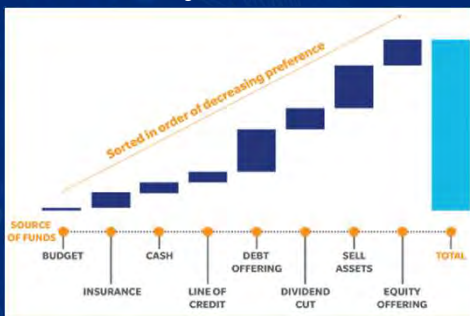 Sorted in order of decreasing preference
SOURCE
OF FUNDS
BUDGET
INSURANCE
CASH
LINE OF
CREDIT
DEBT
OFFERING
DIVIDEND
CUT
SELL
ASSETS
EQUITY
OFFERING
TOTAL